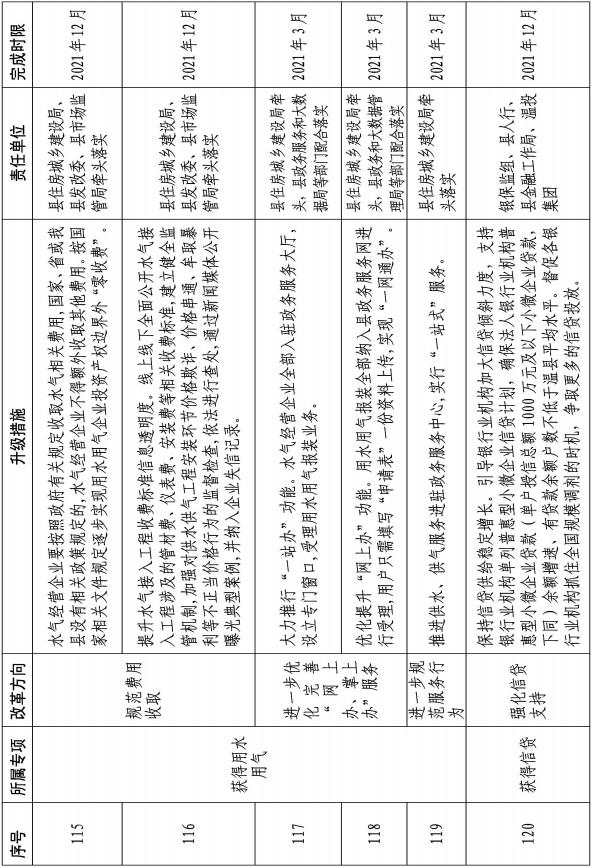 序号
所属专项
改革方向
升级措施
责任单位
完成时限
115
获得用水
用气
规范费用
收取
水气经营企业要按照政府有关规定收取水气相关费用,国家、省或我
县没有相关政策规定的,水气经营企业不得额外收取其他费用。按国
家相关文件规定逐步实现用水用气企业投资产权边界外“零收费”。
县住房城乡建设局、
县发改委、县市场监
管局牵头落实
2021年12月
116
提升水气接入工程收费标准信息透明度。线上线下全面公开水气接
入工程涉及的管材费、仪表费、安装费等相关收费标准,建立健全监
管机制,加强对供水供气工程安装环节价格欺诈、价格串通、牟取暴
利等不正当价格行为的监督检查,依法进行查处,通过新闻媒体公开
曝光典型案例,并纳入企业失信记录。
县住房城乡建设局、
县发改委、县市场监
管局牵头落实
2021年12月
117
进一步优
化完善
“网上
办、掌上
办”服务
大力推行“一站办”功能。水气经营企业全部入驻政务服务大厅,
设立专门窗口,受理用水用气报装业务。
县住房城乡建设局牵
头,县政务服务和大数
据局等部门配合落实
2021年3月
118
优化提升“网上办”功能。用水用气报装全部纳入县政务服务网进
行受理,用户只需填写“申请表”一份资料上传,实现“一网通办”。
县住房城乡建设局牵
头,县政务和大数据管
理局等部门配合落实
2021年3月
119
进一步规
范服务行
为
推进供水、供气服务进驻政务服务中心,实行“一站式”服务。
县住房城乡建设局牵
头落实
2021年3月
120
获得信贷
强化信贷
支持
保持信贷供给稳定增长。引导银行业机构加大信贷倾斜力度,支持
银行业机构单列普惠型小微企业信贷计划，确保法人银行业机构普
惠型小微企业贷款（单户授信总额1000万元及以下小微企业贷款,
下同）余额增速、有贷款余额户数不低于温县平均水平。督促各银
行业机构抓住全国规模调剂的时机，争取更多的信贷投放。
银保监组、县人行、
县金融工作局、温投
集团
2021年12月